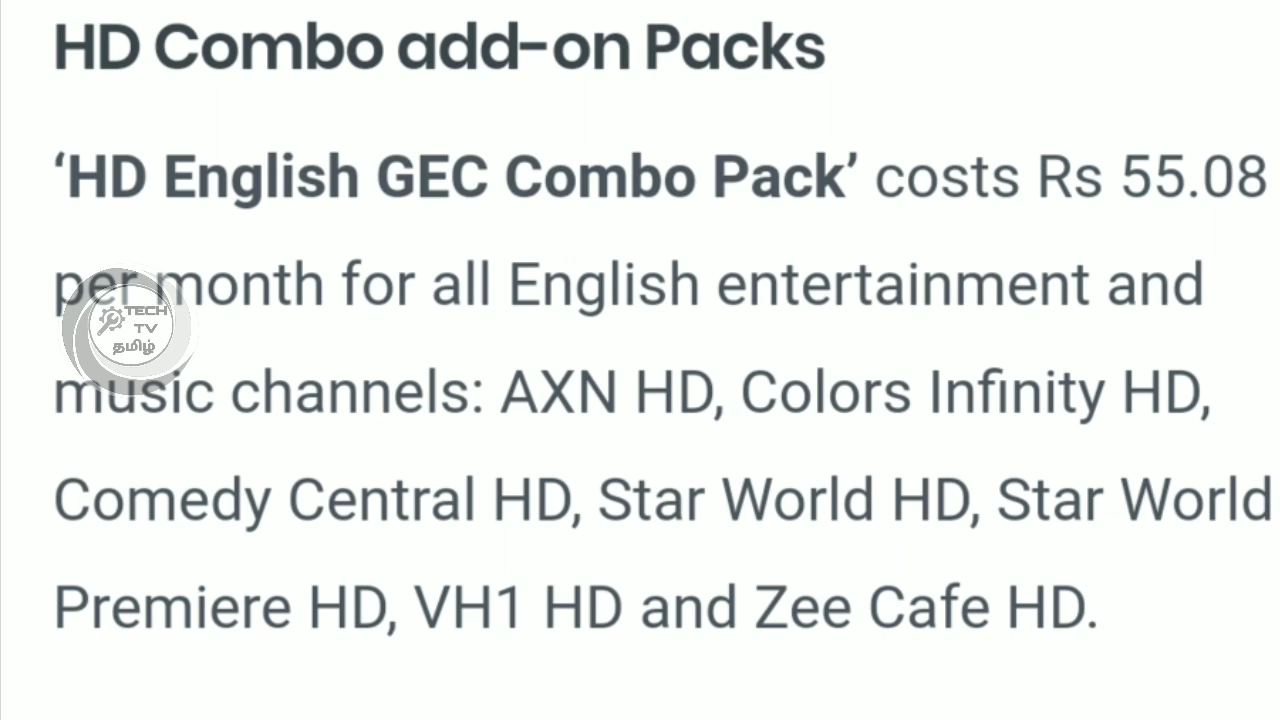 HD Combo add-on Packs
‘HD English GEC Combo Pack’ costs Rs 55.08
per month for all English entertainment and
TECH
TV
தமிழ்
music channels: AXN HD, Colors Infinity HD,
Comedy Central HD, Star World HD, Star World
Premiere HD, VH1 HD and Zee Cafe HD.